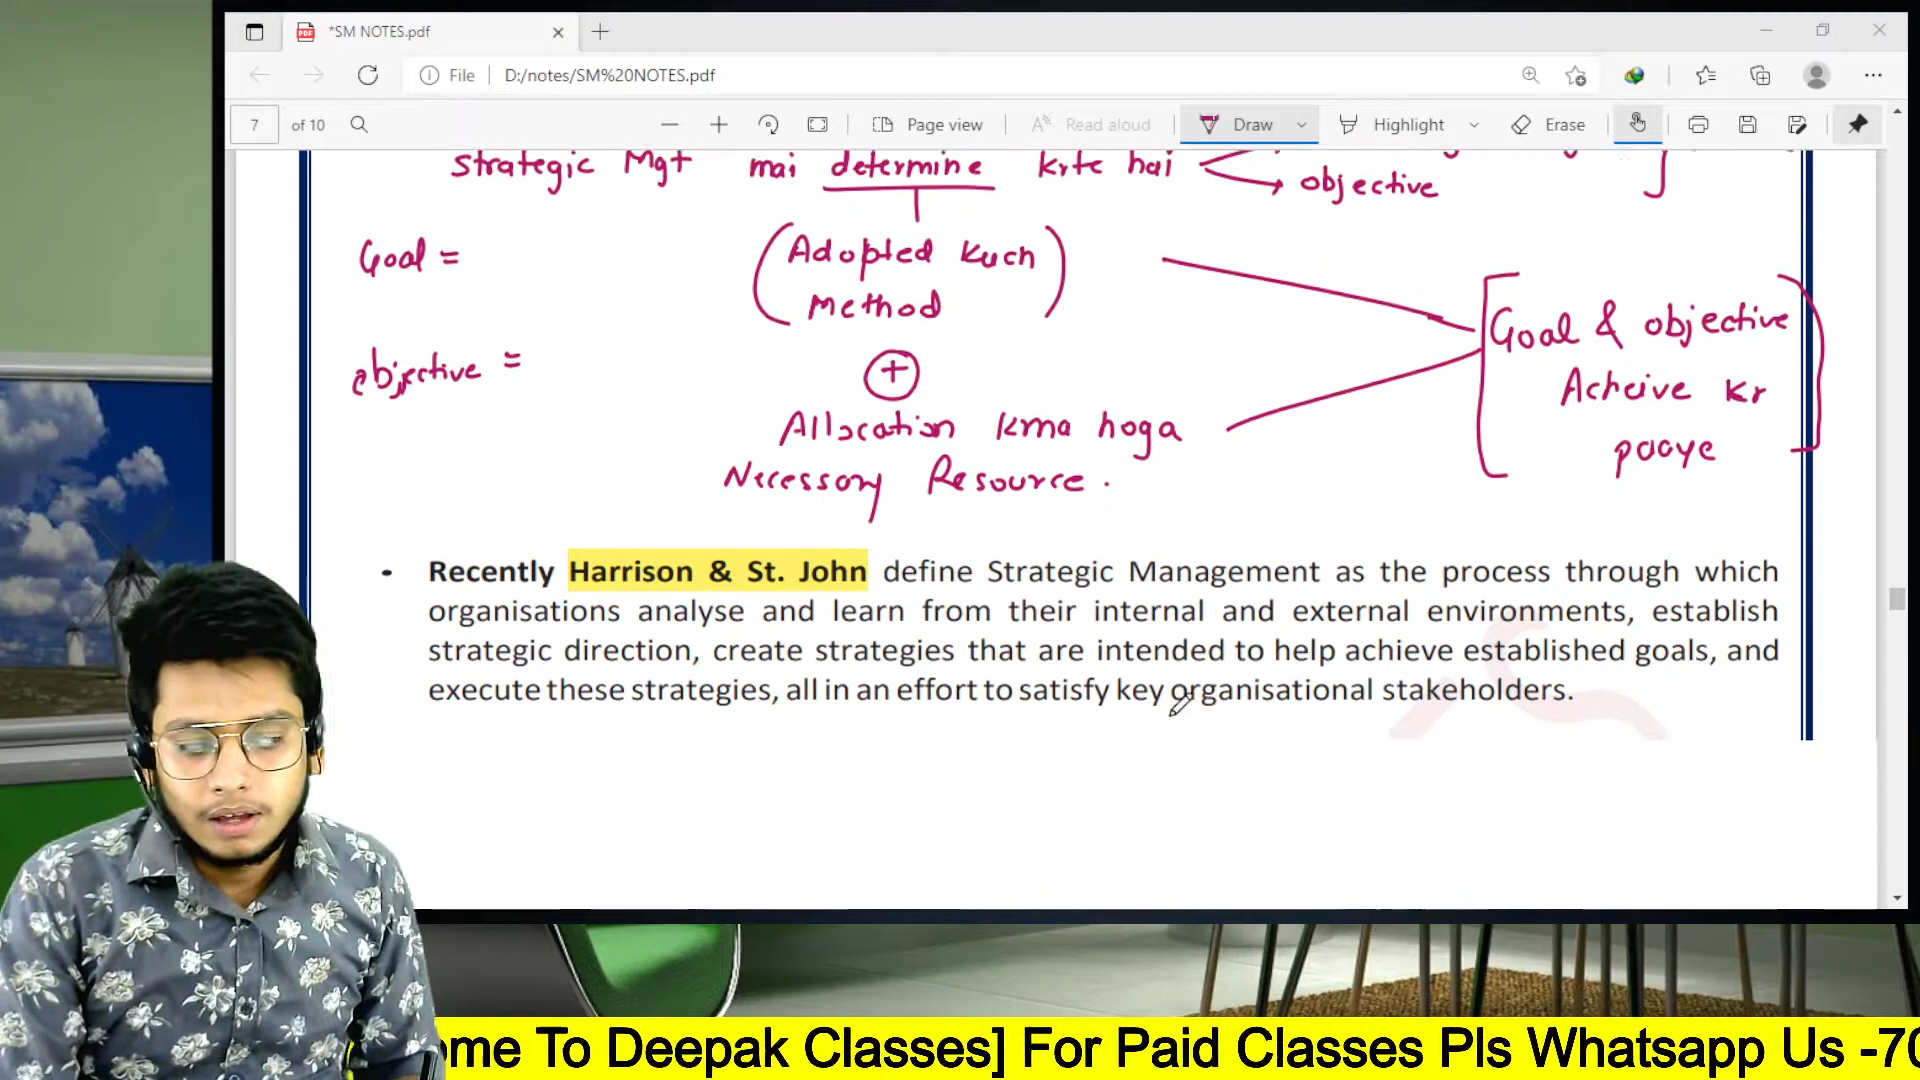 *SM NOTES.pdf
File D:/notes/SM%20NOTES.pdf
7 of 10 Page view Read aloud Draw Highlight Erase
Strategic Mgt mai determine krte hai
objective
Goal =
(Adopted kuch
Method)
Goal & objective
Acheive kr
paaye
objective =
+
Allocation krna hoga
Necessary Resource.
- Recently Harrison & St. John define Strategic Management as the process through which
organisations analyse and learn from their internal and external environments, establish
strategic direction, create strategies that are intended to help achieve established goals, and
execute these strategies, all in an effort to satisfy key organisational stakeholders.
ome To Deepak Classes] For Paid Classes Pls Whatsapp Us -70